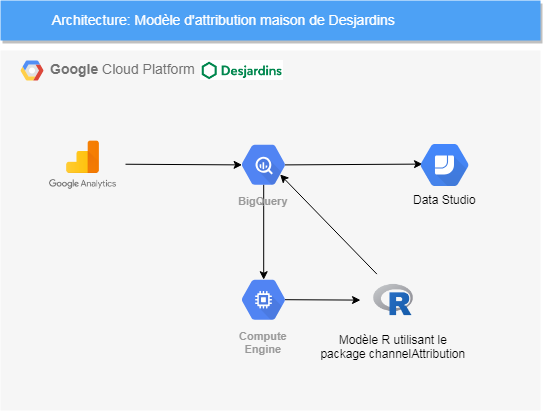 Architecture: Modèle d'attribution maison de Desjardins
Google Cloud Platform Desjardins
Google Analytics
BigQuery
Data Studio
Compute
Engine
R
Modèle R utilisant le
package channelAttribution